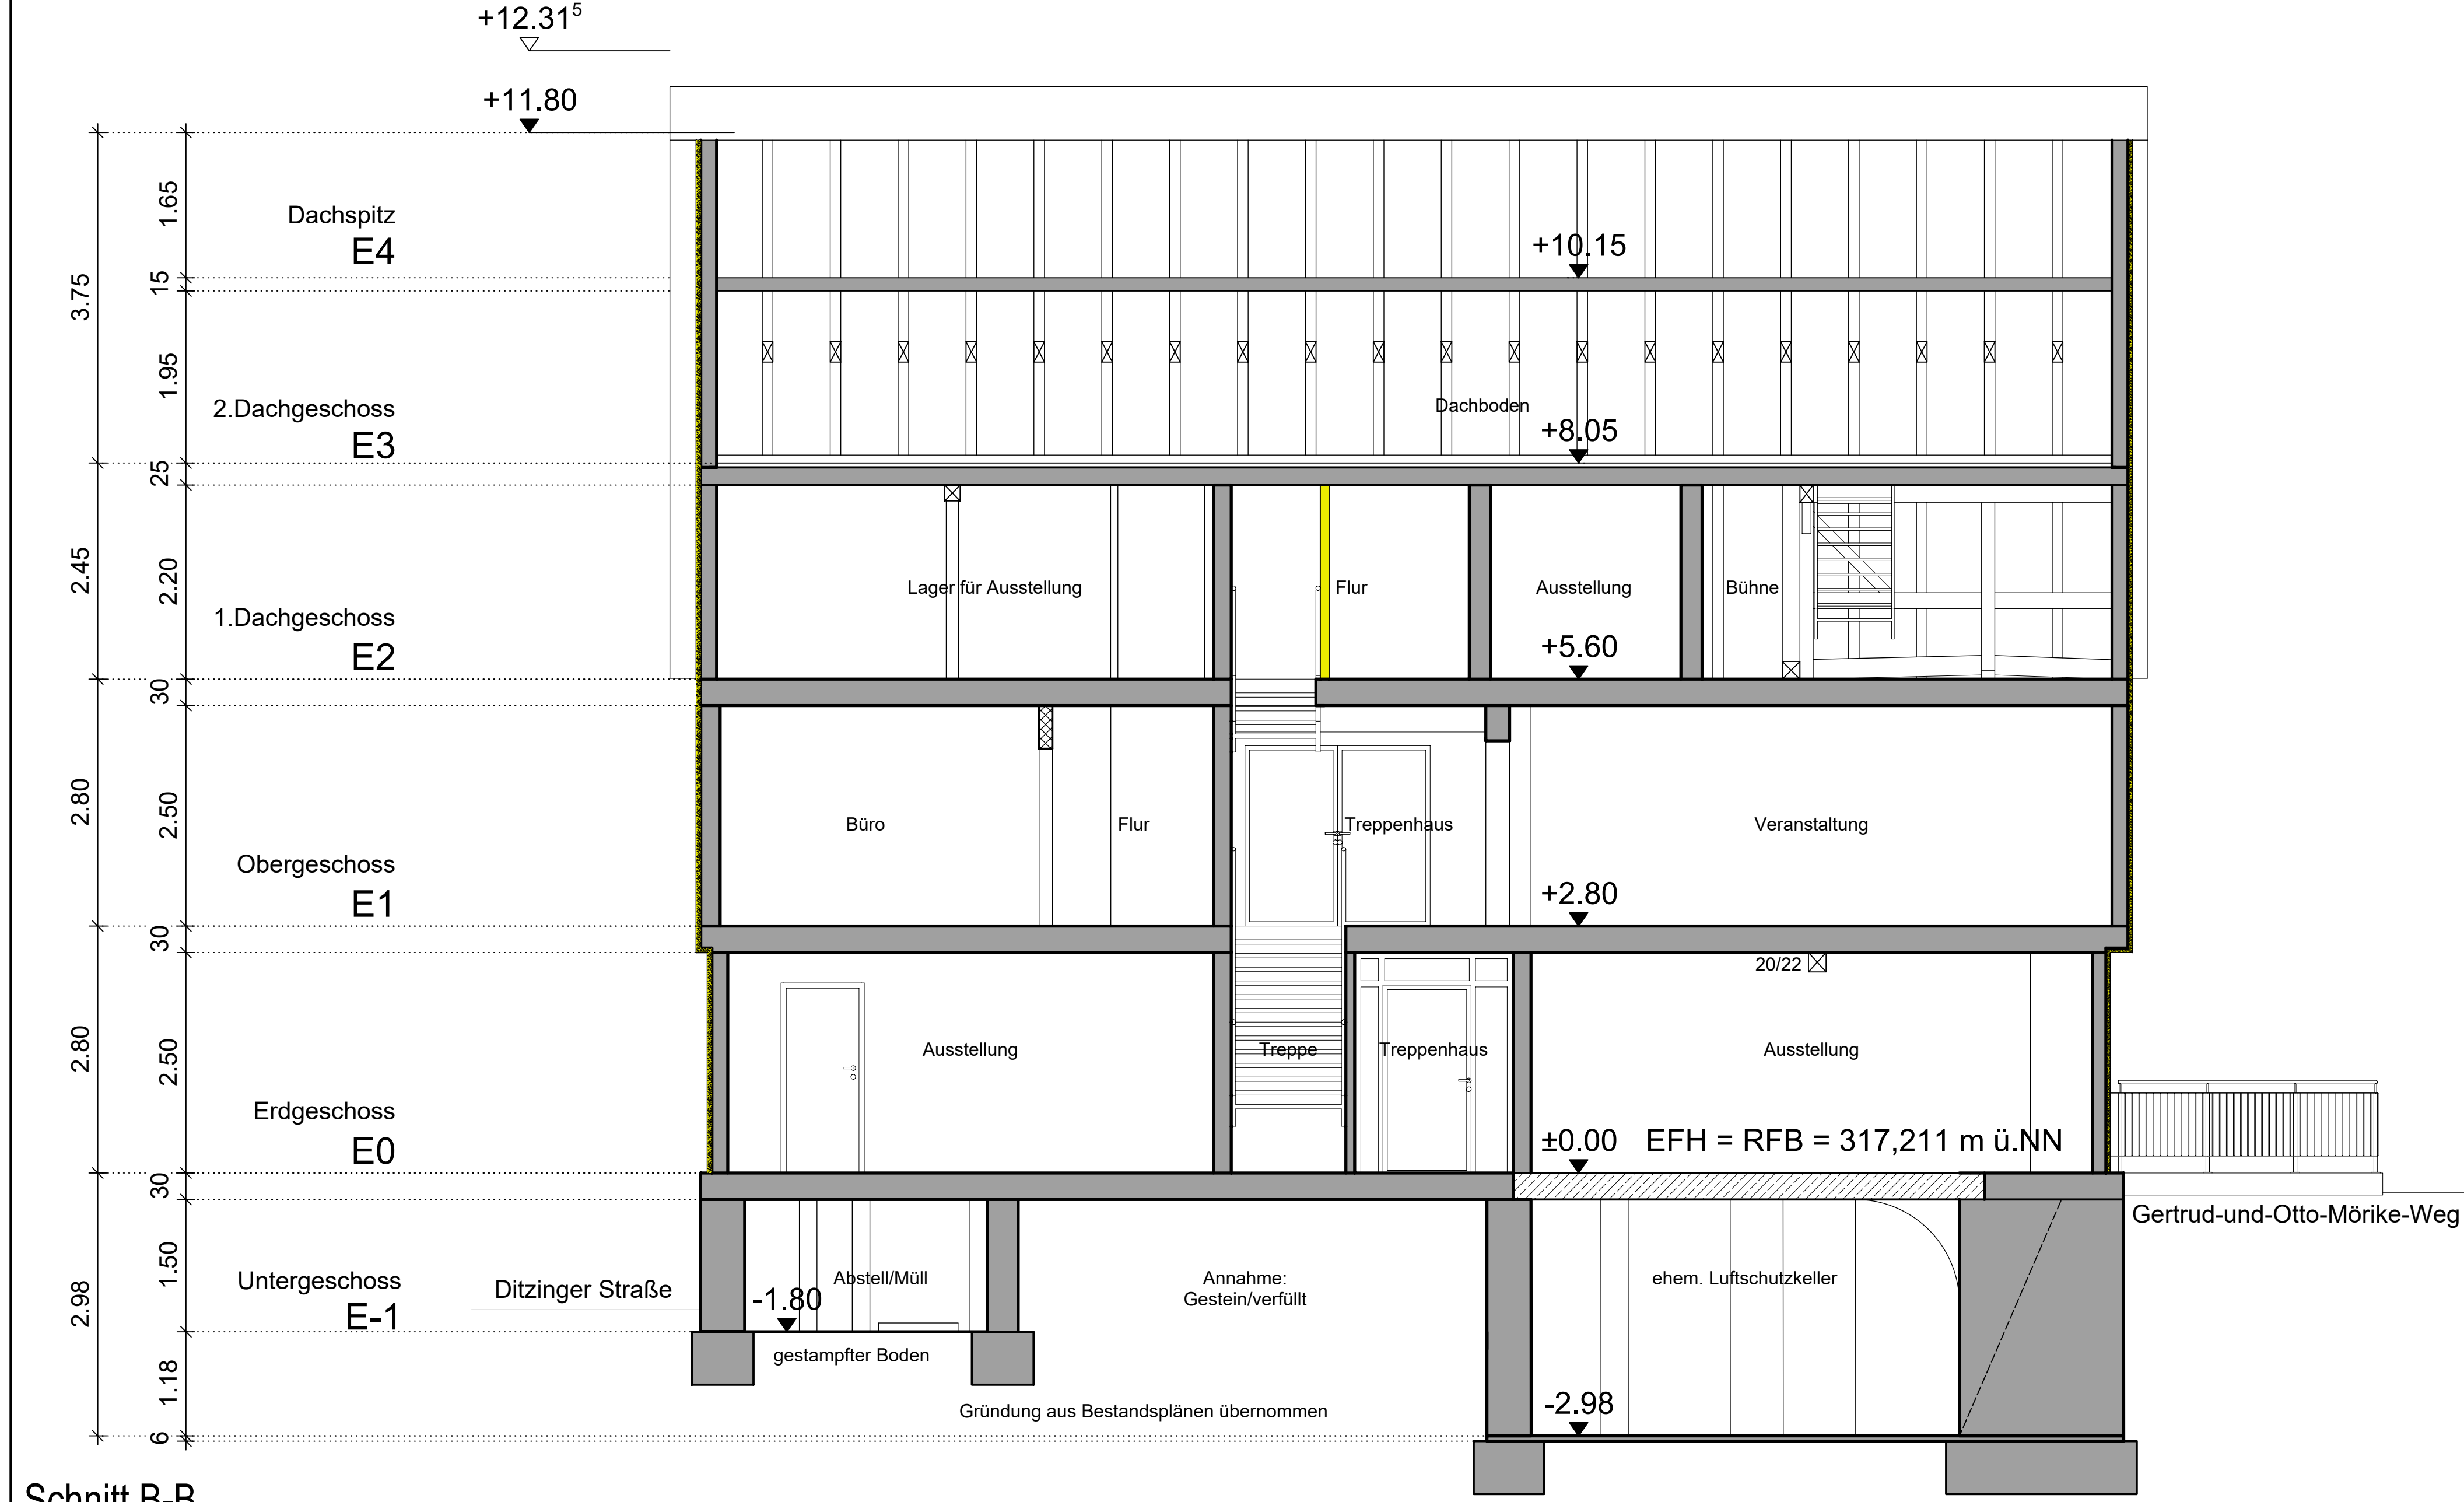 +12.31⁵
+11.80
3.75
1.65
Dachspitz
E4
+10.15
15
1.95
2.Dachgeschoss
E3
Dachboden
+8.05
25
2.45
2.20
1.Dachgeschoss
E2
Lager für Ausstellung
Flur
Ausstellung
Bühne
+5.60
30
2.80
2.50
Obergeschoss
E1
Büro
Flur
Treppenhaus
Veranstaltung
+2.80
30
20/22
2.80
2.50
Erdgeschoss
E0
Ausstellung
Treppe
Treppenhaus
Ausstellung
±0.00 EFH = RFB = 317,211 m ü.NN
30
Gertrud-und-Otto-Mörike-Weg
2.98
1.50
Untergeschoss
E-1
Ditzinger Straße
Abstell/Müll
-1.80
Annahme:
Gestein/verfüllt
ehem. Luftschutzkeller
gestampfter Boden
1.18
Gründung aus Bestandsplänen übernommen
-2.98
6
Schnitt B-B